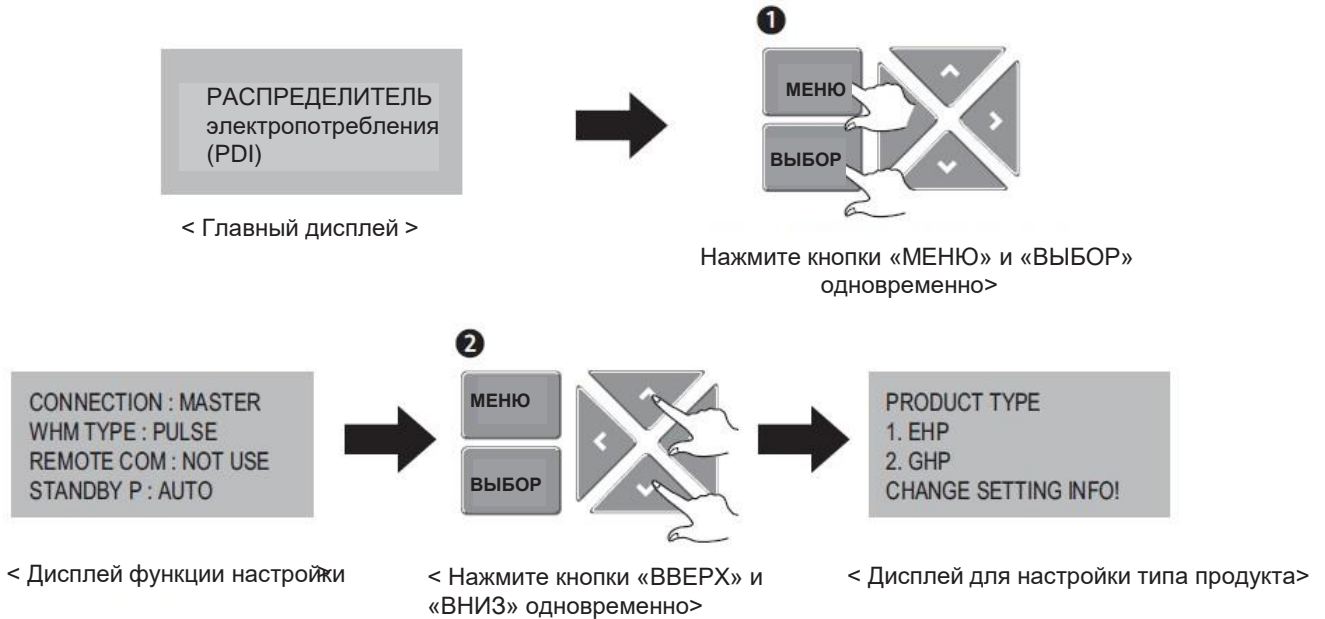 ❶
РАСПРЕДЕЛИТЕЛЬ
электропотребления
(PDI)
МЕНЮ
ВЫБОР
< Главный дисплей >
Нажмите кнопки «МЕНЮ» и «ВЫБОР»
одновременно>
❷
CONNECTION : MASTER
WHM TYPE : PULSE
REMOTE COM : NOT USE
STANDBY P : AUTO
МЕНЮ
ВЫБОР
PRODUCT TYPE
1. EHP
2. GHP
CHANGE SETTING INFO!
< Дисплей функции настройки>
< Нажмите кнопки «ВВЕРХ» и
«ВНИЗ» одновременно>
< Дисплей для настройки типа продукта>